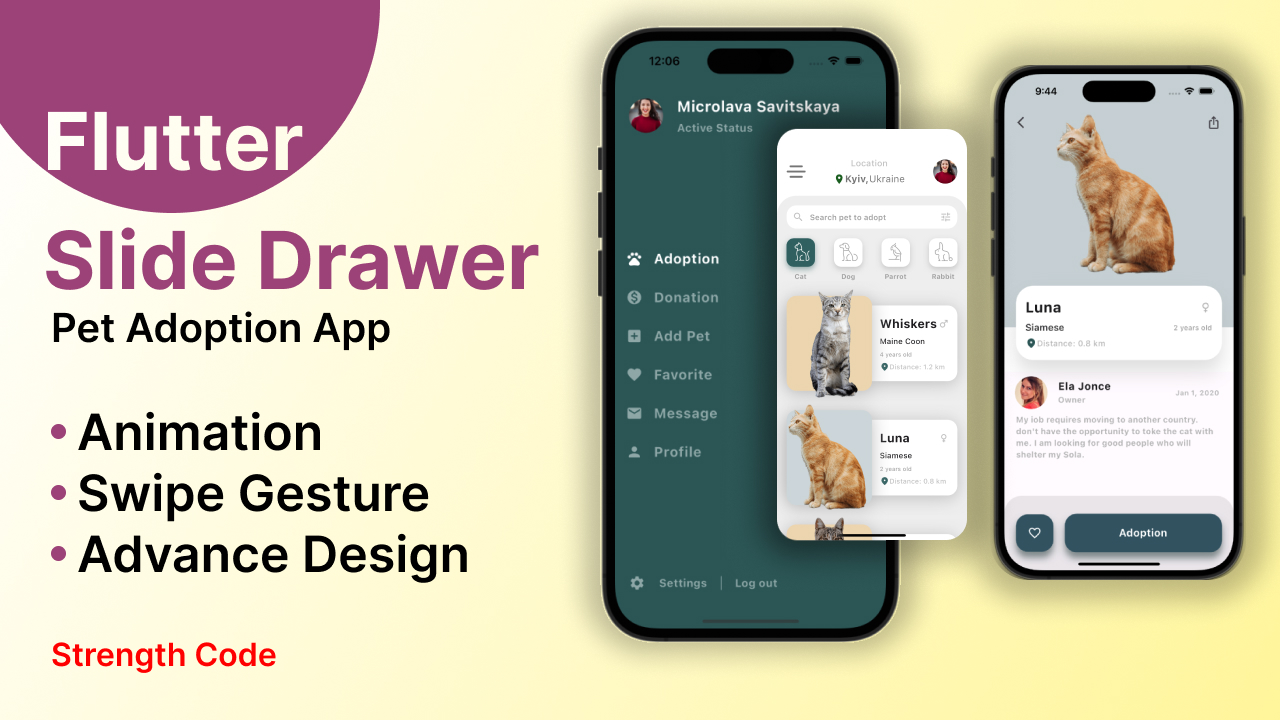 Flutter
Slide Drawer
Pet Adoption App
• Animation
• Swipe Gesture
• Advance Design
Strength Code
12:06
Microlava Savitskaya
Active Status
Adoption
Donation
Add Pet
Favorite
Message
Profile
Settings | Log out
Location
Kyiv,Ukraine
Search pet to adopt
Cat Dog Parrot Rabbit
Whiskers
Maine Coon
4 years old
Distance: 1.2 km
Luna
Siamese
2 years old
Distance: 0.8 km
9:44
Luna
Siamese 2 years old
Distance: 0.8 km
Ela Jonce
Owner Jan 1, 2020
My iob requires moving to another country.
don't have the opportunity to toke the cat with
me. I am looking for good people who will
shelter my Sola.
Adoption